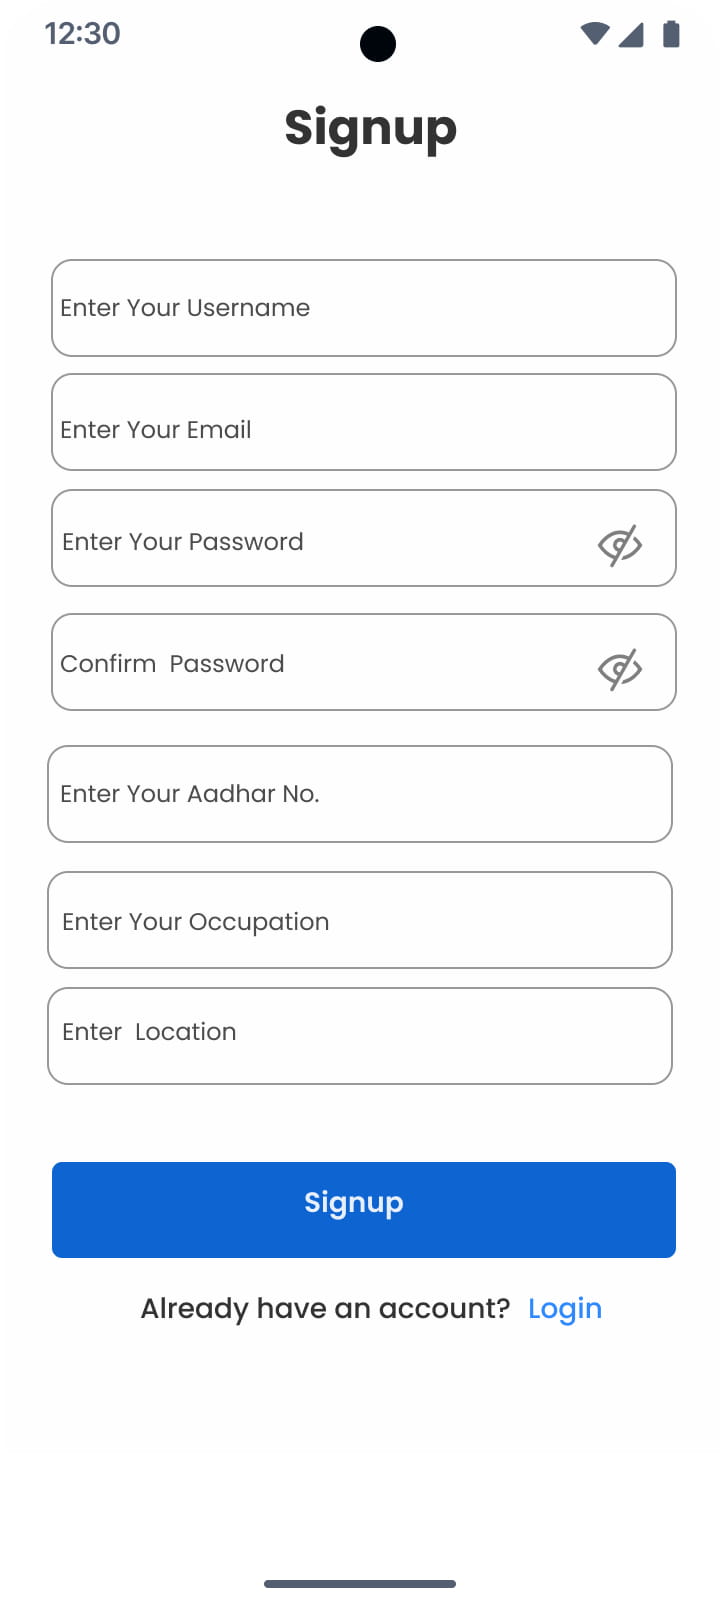 12:30
Signup
Enter Your Username
Enter Your Email
Enter Your Password
Confirm  Password
Enter Your Aadhar No.
Enter Your Occupation
Enter  Location
Signup
Already have an account?  Login